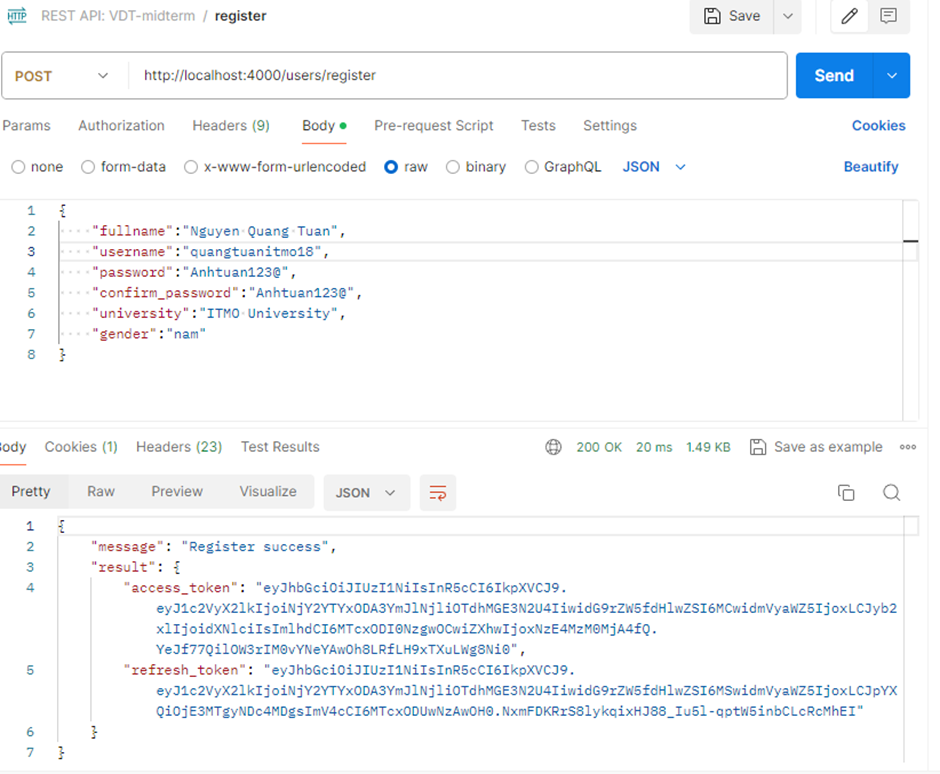 HTTP REST API: VDT-midterm / register Save
POST http://localhost:4000/users/register Send
Params Authorization Headers (9) Body Pre-request Script Tests Settings Cookies
none form-data x-www-form-urlencoded raw binary GraphQL JSON Beautify
1 {
2 "fullname":"Nguyen Quang Tuan",
3 "username":"quangtuanitmo18",
4 "password":"Anhtuan123@",
5 "confirm_password":"Anhtuan123@",
6 "university":"ITMO University",
7 "gender":"nam"
8 }
Body Cookies (1) Headers (23) Test Results 200 OK 20 ms 1.49 KB Save as example
Pretty Raw Preview Visualize JSON
1 {
2 "message": "Register success",
3 "result": {
4 "access_token": "eyJhbGciOiJIUzI1NiIsInR5cCI6IkpXVCJ9.
eyJ1c2VyX2lkIjoiNjY2YTYxODA3YmJlNjliOTdhMGE3N2U4IiwidG9rZW5fdHlwZSI6MCwidmVyaWZ5IjoxLCJyb2
xlIjoidXNlciIsImlhdCI6MTcxODI0NzgwOCwiZXhwIjoxNzE4MzM0MjA4fQ.
YeJf77QilOW3rIM0vYNeYAwOh8LRfLH9xTXuLWg8Ni0",
5 "refresh_token": "eyJhbGciOiJIUzI1NiIsInR5cCI6IkpXVCJ9.
eyJ1c2VyX2lkIjoiNjY2YTYxODA3YmJlNjliOTdhMGE3N2U4IiwidG9rZW5fdHlwZSI6MSwidmVyaWZ5IjoxLCJpYX
QiOjE3MTgyNDc4MDgsImV4cCI6MTcxODUwNzAwOH0.NxmFDKRrS8lykqixHJ88_Iu5l-qptW5inbCLcRcMhEI"
6 }
7 }